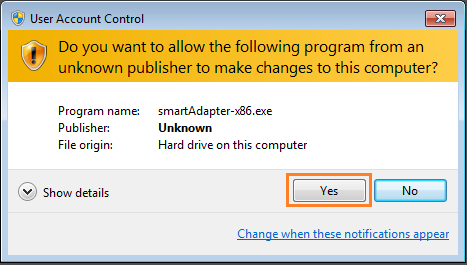 User Account Control
Do you want to allow the following program from an
unknown publisher to make changes to this computer?
Program name: smartAdapter-x86.exe
Publisher: Unknown
File origin: Hard drive on this computer
Show details
Yes
No
Change when these notifications appear